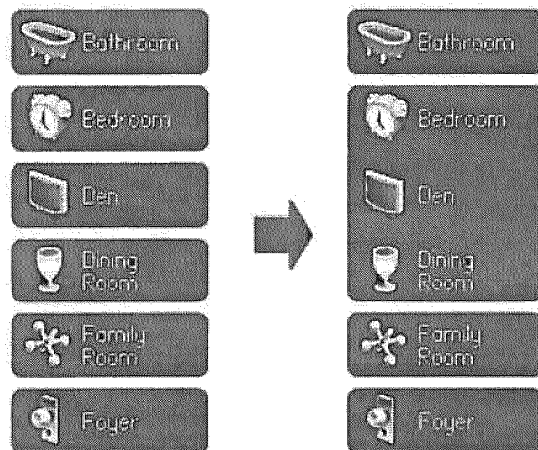 Bathroom
Bedroom
Den
Dining
Room
Family
Room
Foyer
Bathroom
Bedroom
Den
Dining
Room
Family
Room
Foyer